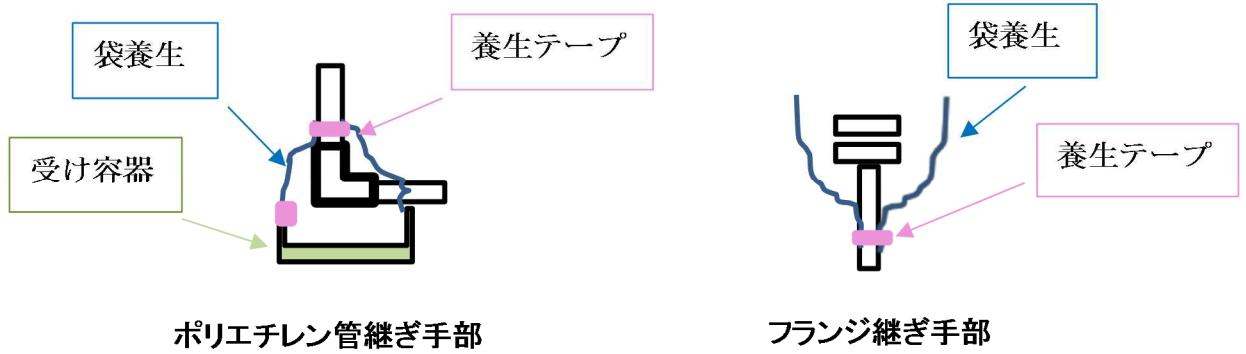 袋養生
養生テープ
受け容器
ポリエチレン管継ぎ手部
袋養生
養生テープ
フランジ継ぎ手部